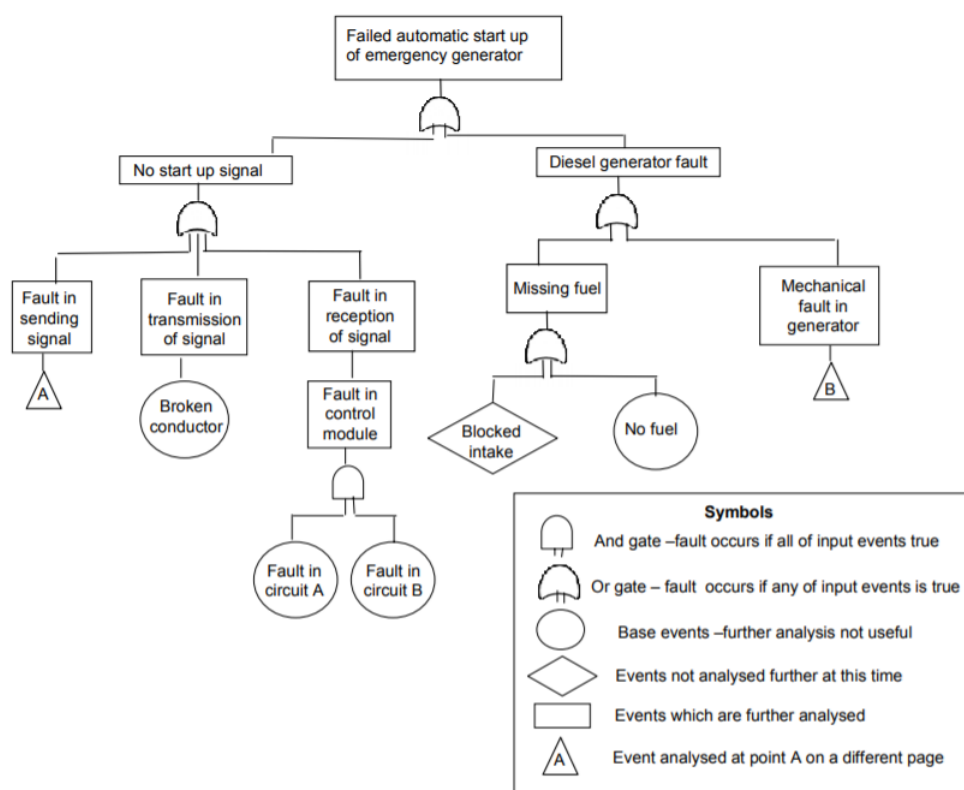 Failed automatic start up
of emergency generator
No start up signal
Diesel generator fault
Fault in
sending
signal
Fault in
transmission
of signal
Fault in
reception
of signal
Missing fuel
Mechanical
fault in
generator
A
Broken
conductor
Fault in
control
module
Blocked
intake
No fuel
B
Fault in
circuit A
Fault in
circuit B
Symbols
And gate –fault occurs if all of input events true
Or gate – fault occurs if any of input events is true
Base events –further analysis not useful
Events not analysed further at this time
Events which are further analysed
A
Event analysed at point A on a different page